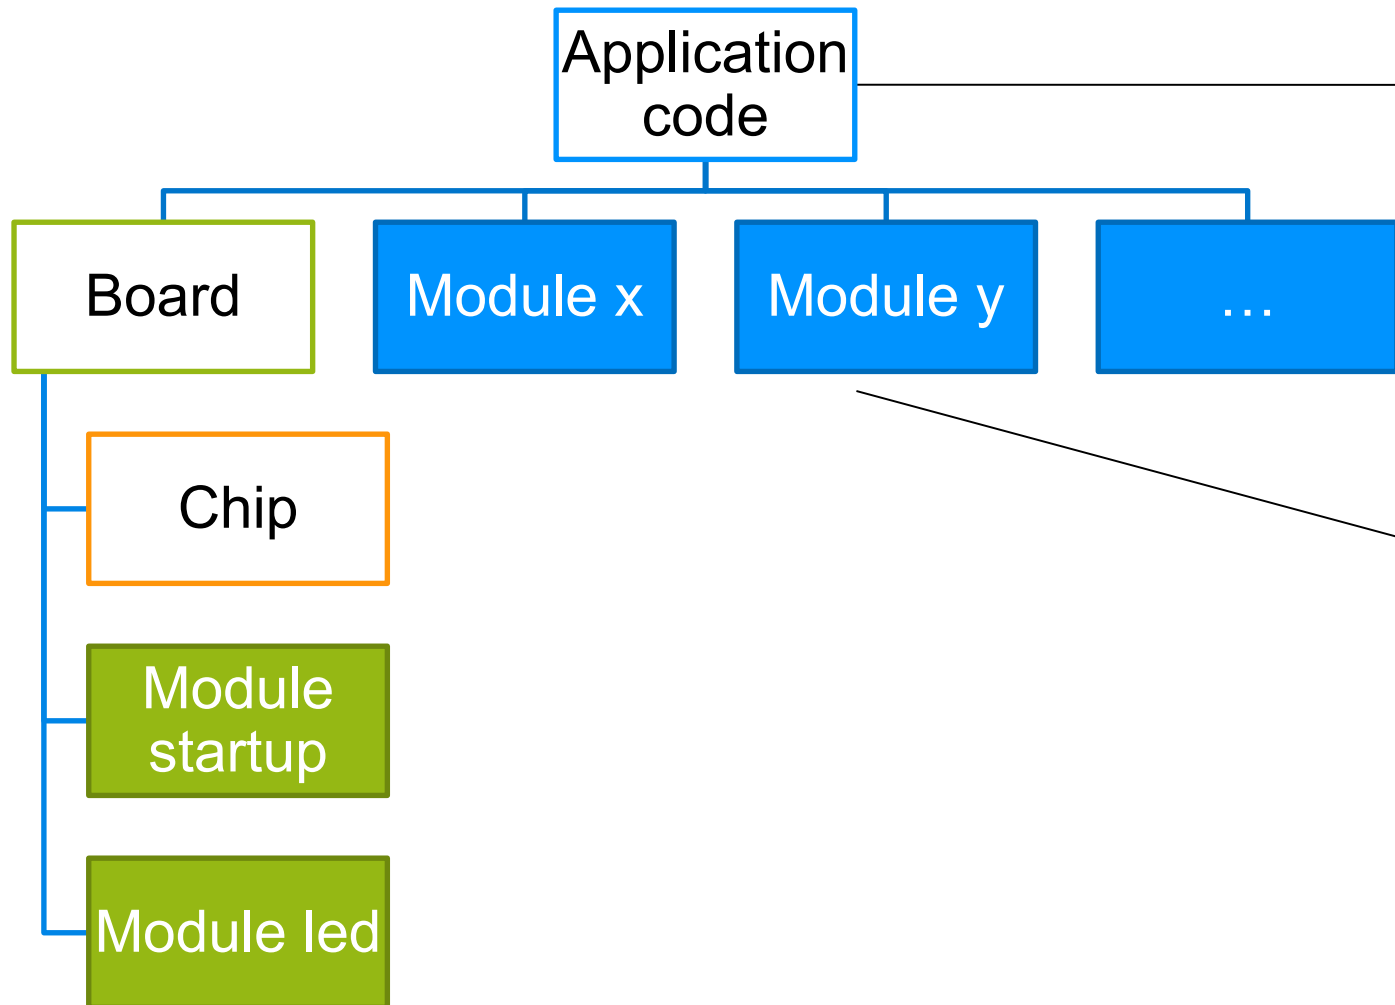 Application
code
Board
Module x
Module y
...
Chip
Module
startup
Module led